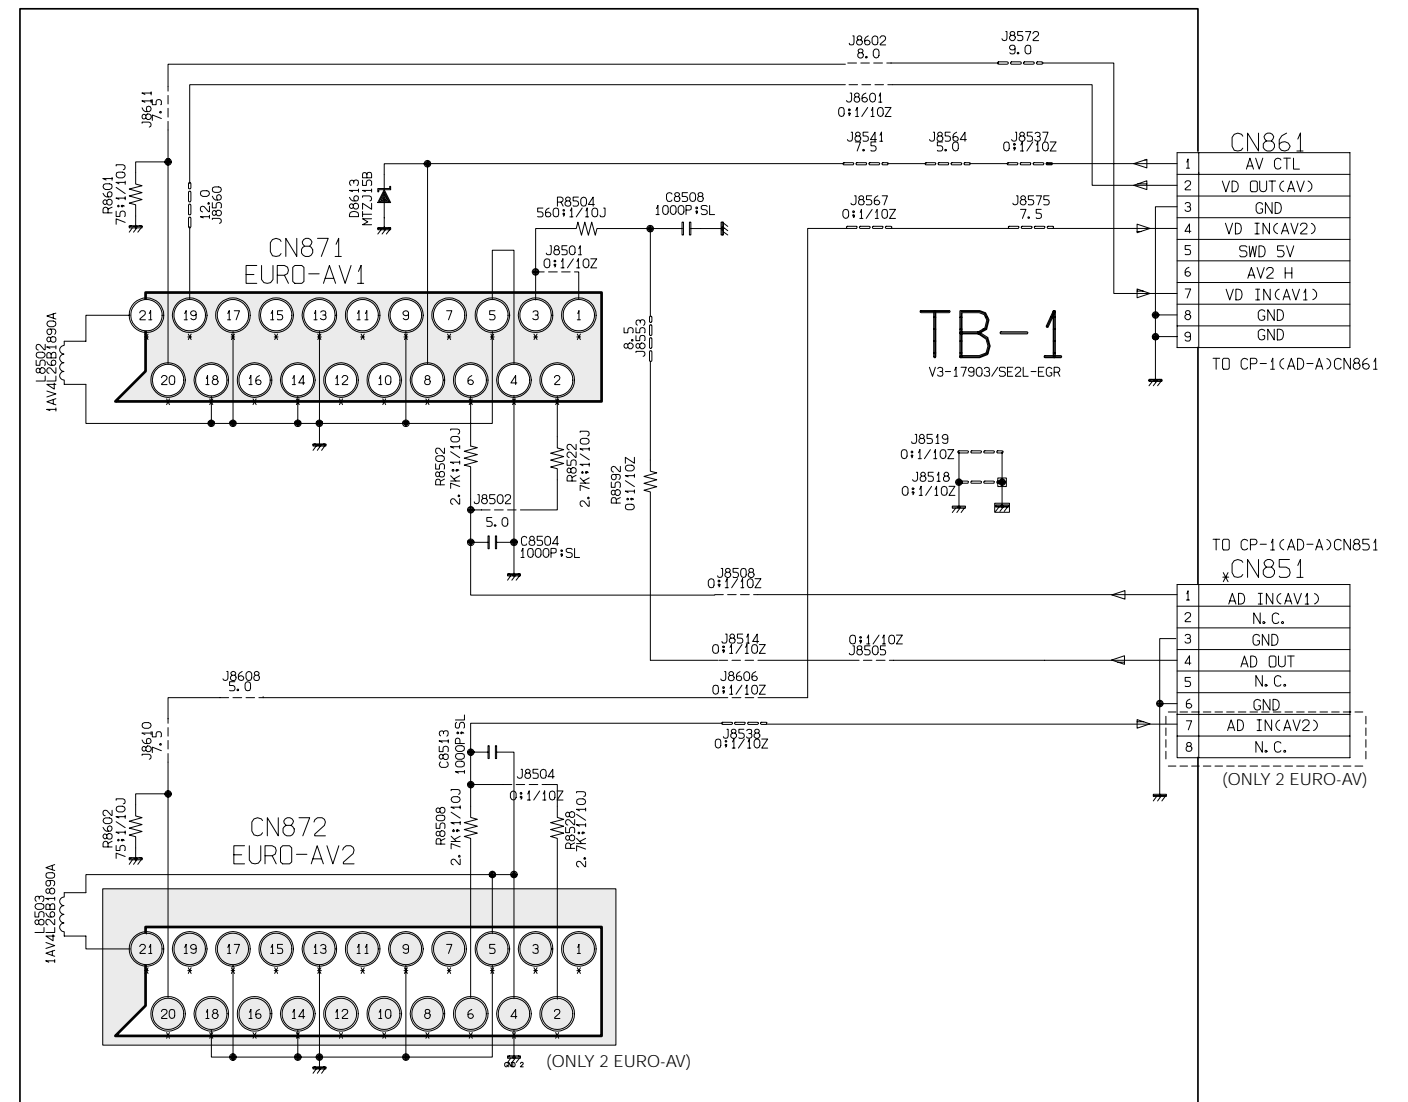 J8602
8.0
J8572
9.0
J8611
7.5
J8601
0:1/10Z
J8541
7.5
J8564
5.0
J8537
0:1/10Z
R8601
75:1/10J
12.0
J8560
D8613
MTZJ15B
R8504
560:1/10J
C8508
1000P:SL
J8501
0:1/10Z
J8567
0:1/10Z
J8575
7.5
CN861
1 AV CTL
2 VD OUT(AV)
3 GND
4 VD IN(AV2)
5 SWD 5V
6 AV2 H
7 VD IN(AV1)
8 GND
9 GND
TO CP-1(AD-A)CN861
CN871
EURO-AV1
21 19 17 15 13 11 9 7 5 3 1
20 18 16 14 12 10 8 6 4 2
L8502
1AV4L26B1890A
8.5
J8553
TB-1
V3-17903/SE2L-EGR
R8502
2.7K:1/10J
R8522
2.7K:1/10J
J8502
5.0
C8504
1000P:SL
R8592
0:1/10Z
J8519
0:1/10Z
J8518
0:1/10Z
TO CP-1(AD-A)CN851
*CN851
1 AD IN(AV1)
2 N.C.
3 GND
4 AD OUT
5 N.C.
6 GND
7 AD IN(AV2)
8 N.C.
(ONLY 2 EURO-AV)
J8508
0:1/10Z
J8514
0:1/10Z
0:1/10Z
J8505
J8608
5.0
J8606
0:1/10Z
J8610
7.5
C8513
1000P:SL
J8538
0:1/10Z
J8504
0:1/10Z
R8602
75:1/10J
R8508
2.7K:1/10J
R8528
2.7K:1/10J
CN872
EURO-AV2
L8503
1AV4L26B1890A
21 19 17 15 13 11 9 7 5 3 1
20 18 16 14 12 10 8 6 4 2
(ONLY 2 EURO-AV)